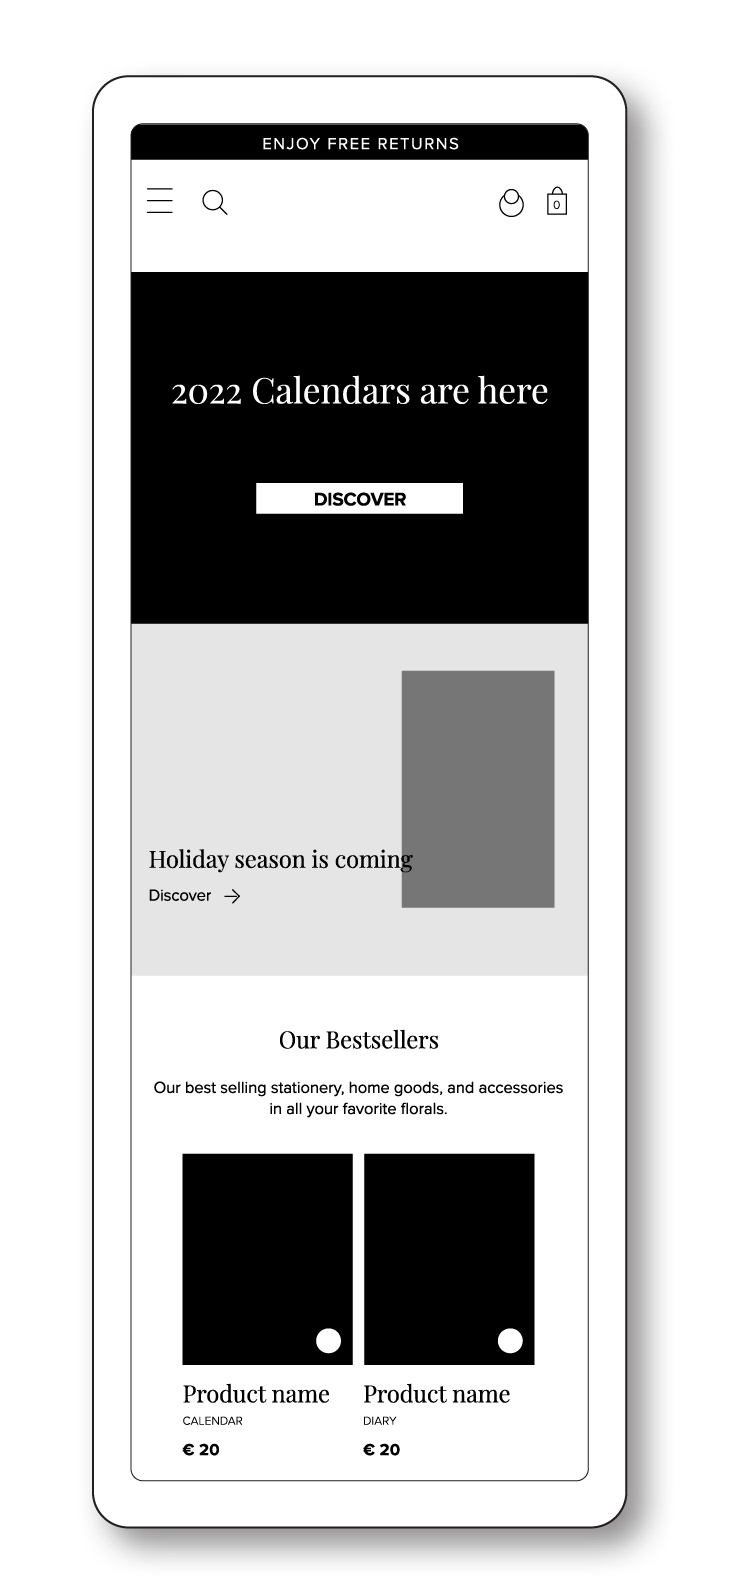 ENJOY FREE RETURNS
0
2022 Calendars are here
DISCOVER
Holiday season is coming
Discover →
Our Bestsellers
Our best selling stationery, home goods, and accessories
in all your favorite florals.
Product name
CALENDAR
€ 20
Product name
DIARY
€ 20